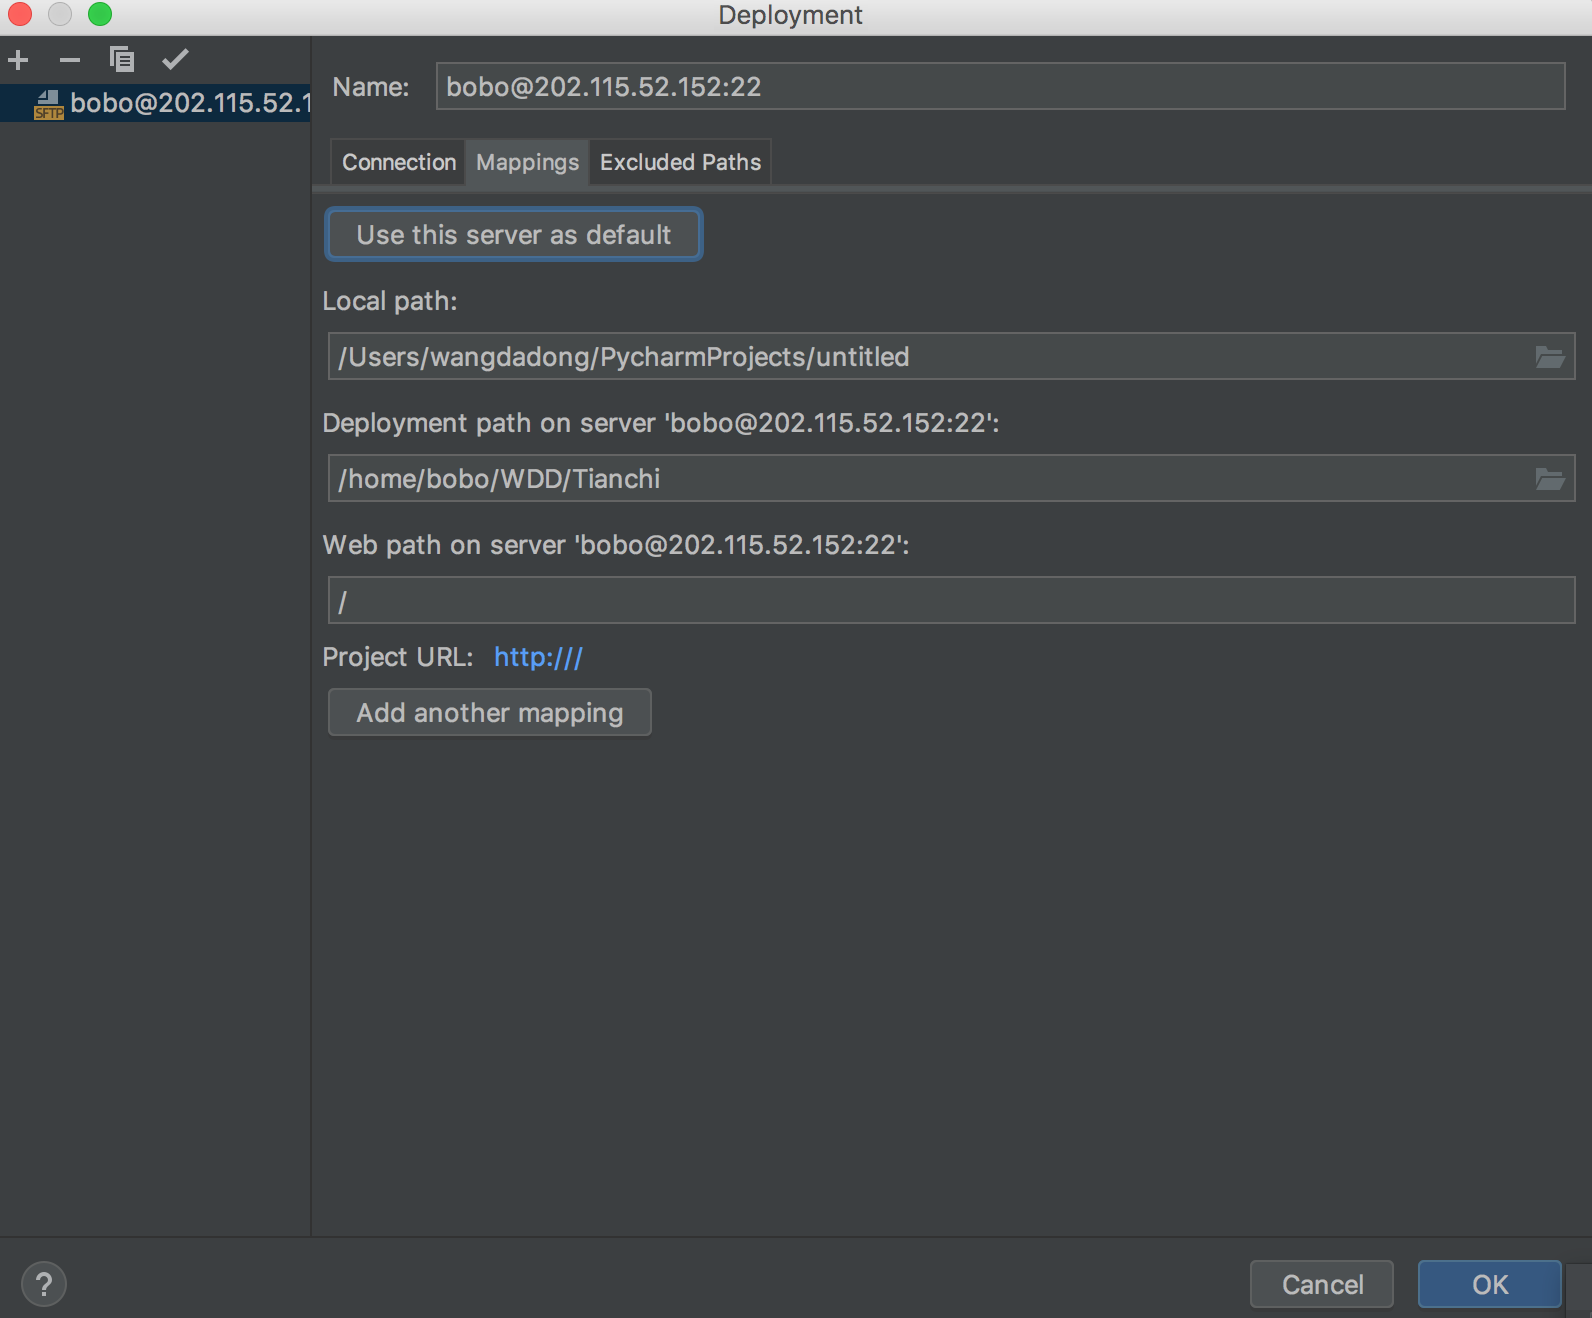 Deployment
SFTP bobo@202.115.52.1
Name: bobo@202.115.52.152:22
Connection Mappings Excluded Paths
Use this server as default
Local path:
/Users/wangdadong/PycharmProjects/untitled
Deployment path on server 'bobo@202.115.52.152:22':
/home/bobo/WDD/Tianchi
Web path on server 'bobo@202.115.52.152:22':
/
Project URL: http:///
Add another mapping
? Cancel OK